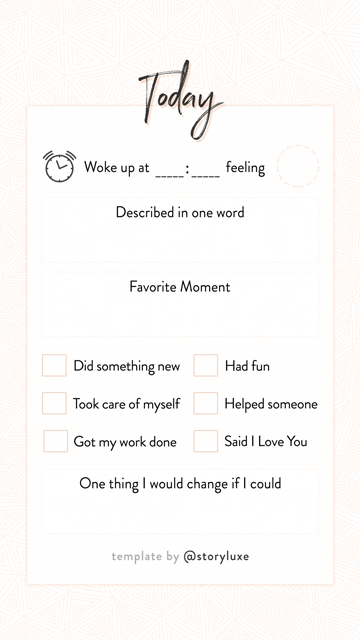 Today
Woke up at _____:_____ feeling
Described in one word
Favorite Moment
Did something new
Had fun
Took care of myself
Helped someone
Got my work done
Said I Love You
One thing I would change if I could
template by @storyluxe